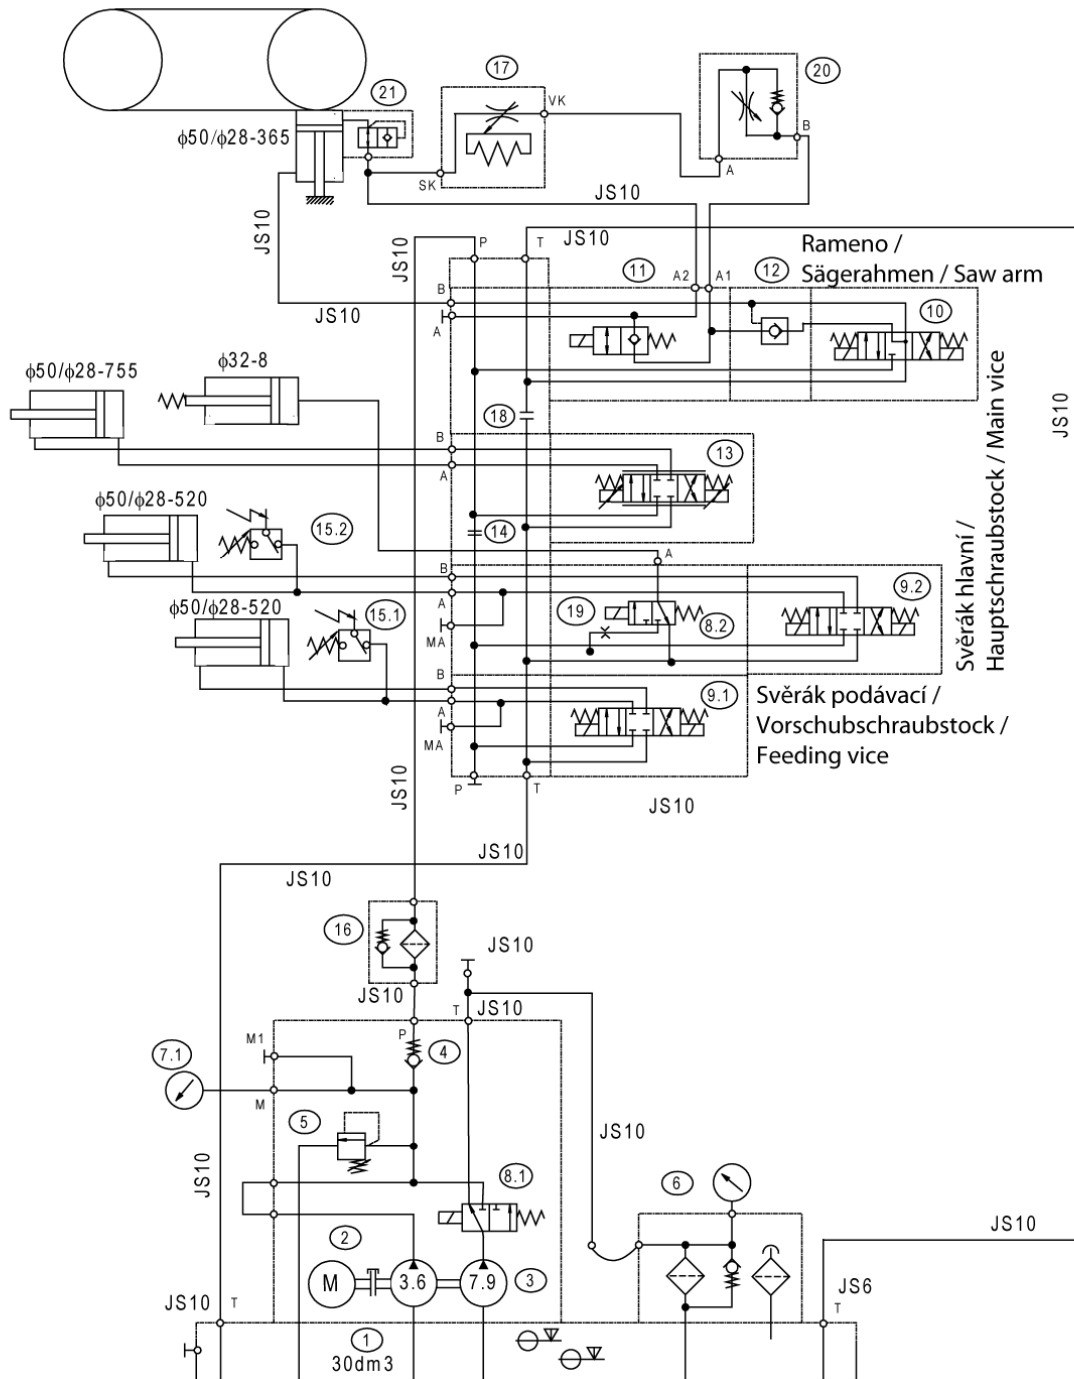 17
20
21
VK
B
ϕ50/ϕ28-365
SK
A
JS10
JS10
JS10
P
T
JS10
Rameno /
Sägerahmen / Saw arm
11
A2
A1
12
B
JS10
A
10
ϕ50/ϕ28-755
ϕ32-8
18
JS10
B
13
A
ϕ50/ϕ28-520
15.2
14
A
B
9.2
A
19
8.2
MA
ϕ50/ϕ28-520
15.1
Svěrák hlavní /
Hauptschraubstock / Main vice
B
9.1
A
MA
Svěrák podávací /
Vorschubschraubstock /
Feeding vice
JS10
P
T
JS10
JS10
JS10
16
JS10
JS10
T
JS10
P
M1
4
7.1
M
5
JS10
JS10
8.1
6
2
JS10
M
3.6
7.9
3
JS10
T
JS6
T
1
30dm3